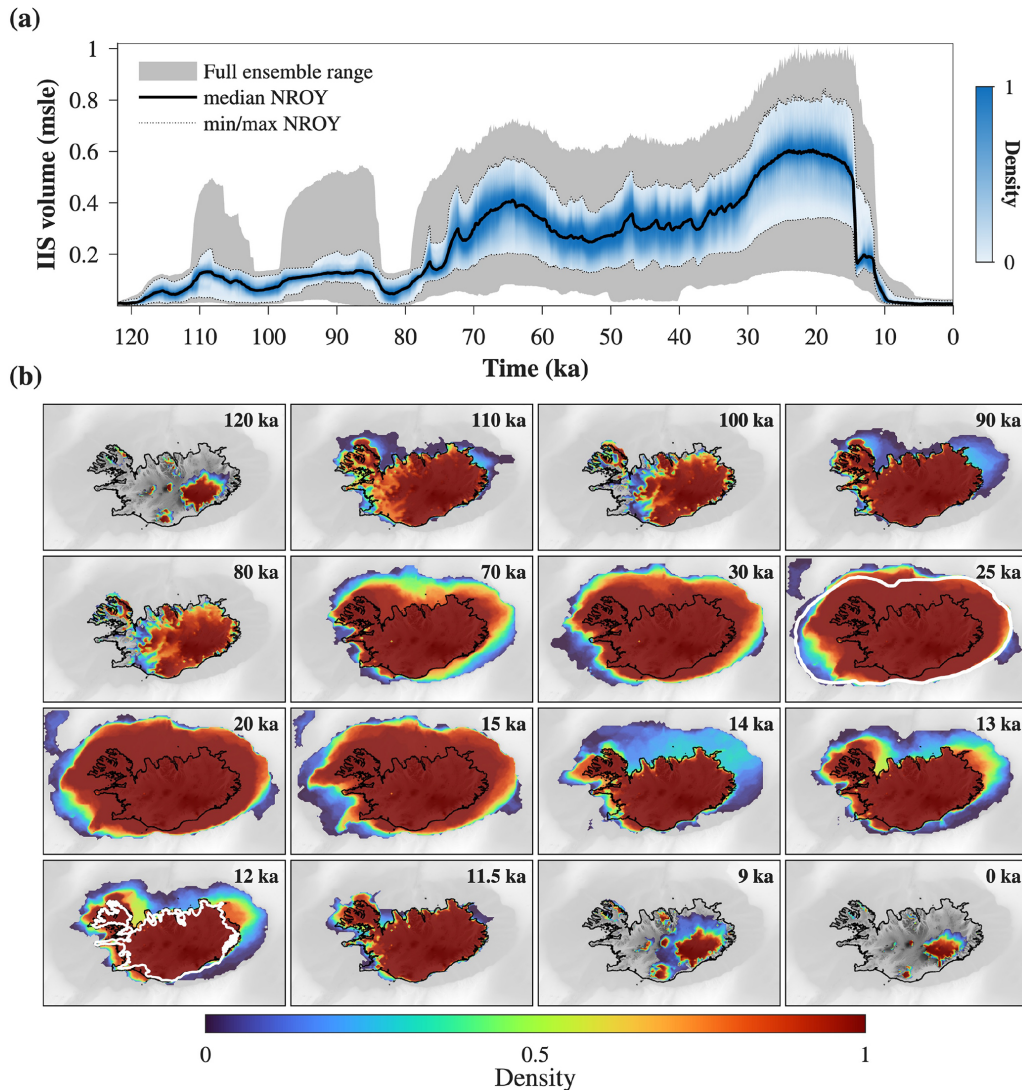 (a)
1
0.8
0.6
0.4
0.2
IIS volume (msle)
Full ensemble range
median NROY
min/max NROY
1
0
Density
120 110 100 90 80 70 60 50 40 30 20 10 0
Time (ka)
(b)
120 ka 110 ka 100 ka 90 ka
80 ka 70 ka 30 ka 25 ka
20 ka 15 ka 14 ka 13 ka
12 ka 11.5 ka 9 ka 0 ka
0 0.5 1
Density